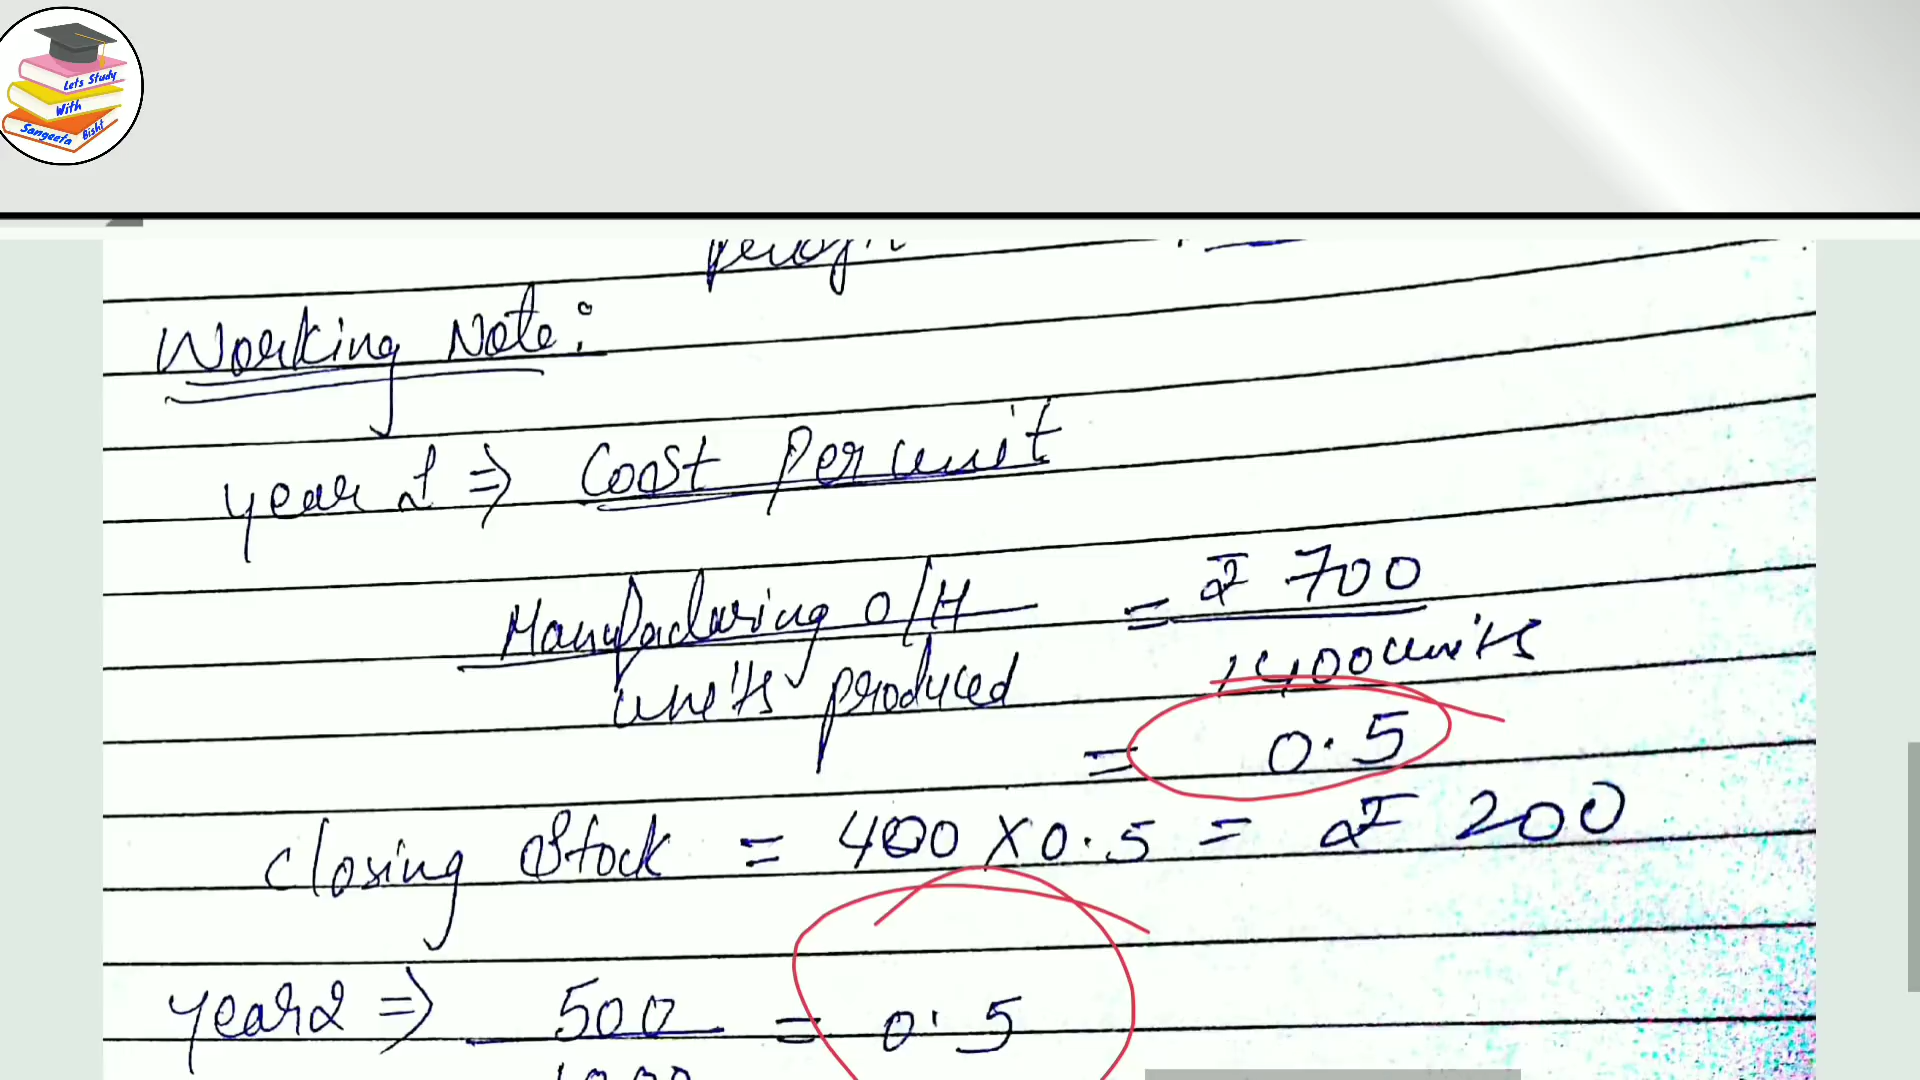 Lets Study
With
Sangeeta Bisht
Working Note:
year 1 => Cost Per unit
Manufacturing O/H = ₹ 700
units produced 1400 units
= 0.5
Closing Stock = 400 X 0.5 = ₹ 200
year 2 => 500 = 0.5
1000